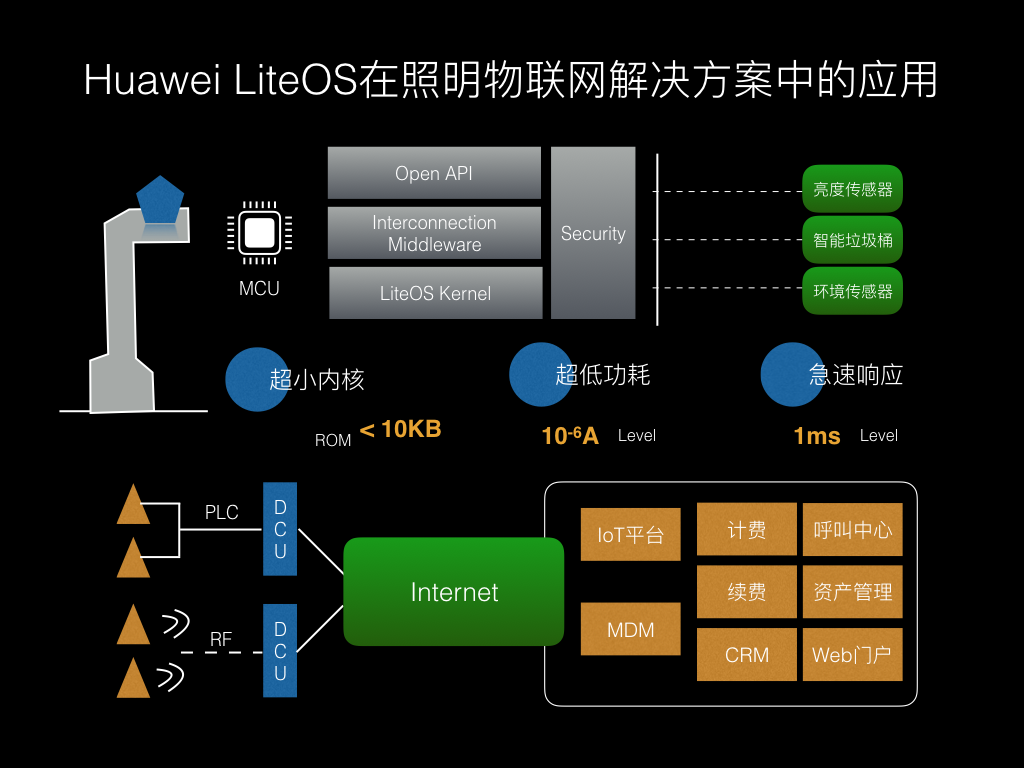 Huawei LiteOS在照明物联网解决方案中的应用
Open API
Interconnection
Middleware
LiteOS Kernel
Security
MCU
亮度传感器
智能垃圾桶
环境传感器
超小内核
超低功耗
急速响应
ROM < 10KB
10-6A Level
1ms Level
PLC
DCU
RF
DCU
Internet
IoT平台
MDM
计费
呼叫中心
续费
资产管理
CRM
Web门户